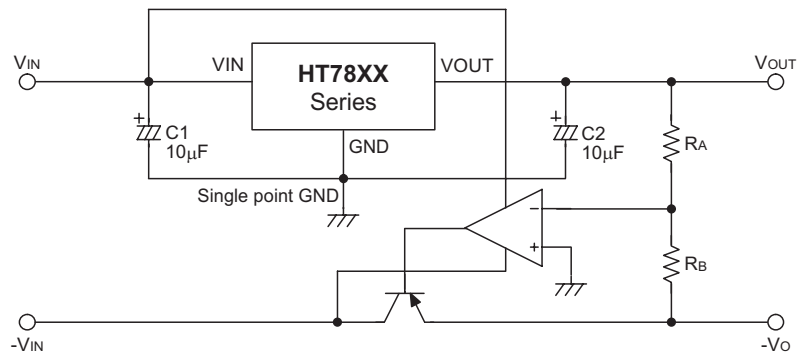 VIN
VIN
HT78XX
Series
VOUT
VOUT
+
C1
10μF
GND
+
C2
10μF
RA
Single point GND
−
+
RB
-VIN
-VO